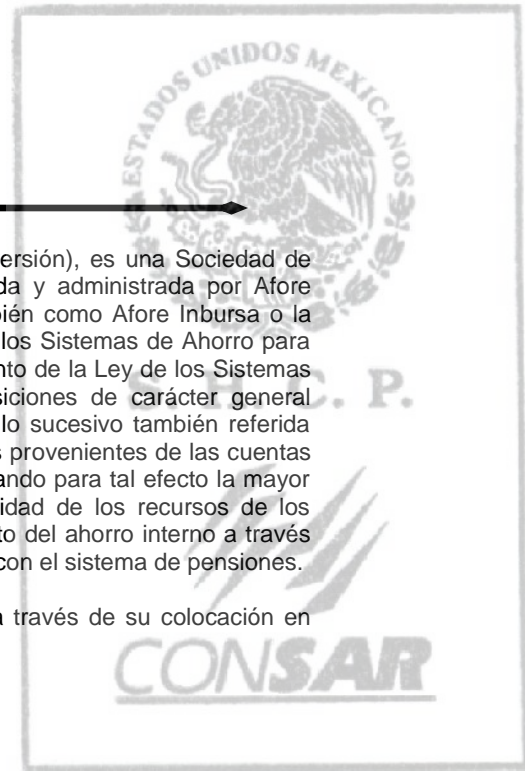 ESTADOS UNIDOS MEXICANOS
ersión), es una Sociedad de
da y administrada por Afore
bién como Afore Inbursa o la
los Sistemas de Ahorro para
nto de la Ley de los Sistemas
siciones de carácter general
S. H. C. P.
lo sucesivo también referida
s provenientes de las cuentas
ando para tal efecto la mayor
idad de los recursos de los
to del ahorro interno a través
con el sistema de pensiones.
a través de su colocación en
CONSAR